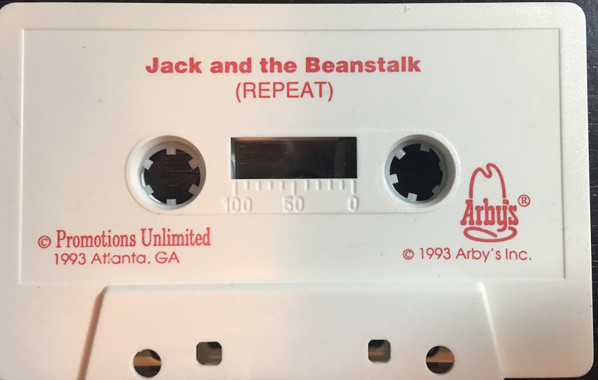 Jack and the Beanstalk
(REPEAT)
100 50 0
Arby's®
© Promotions Unlimited
1993 Atlanta, GA
© 1993 Arby's Inc.